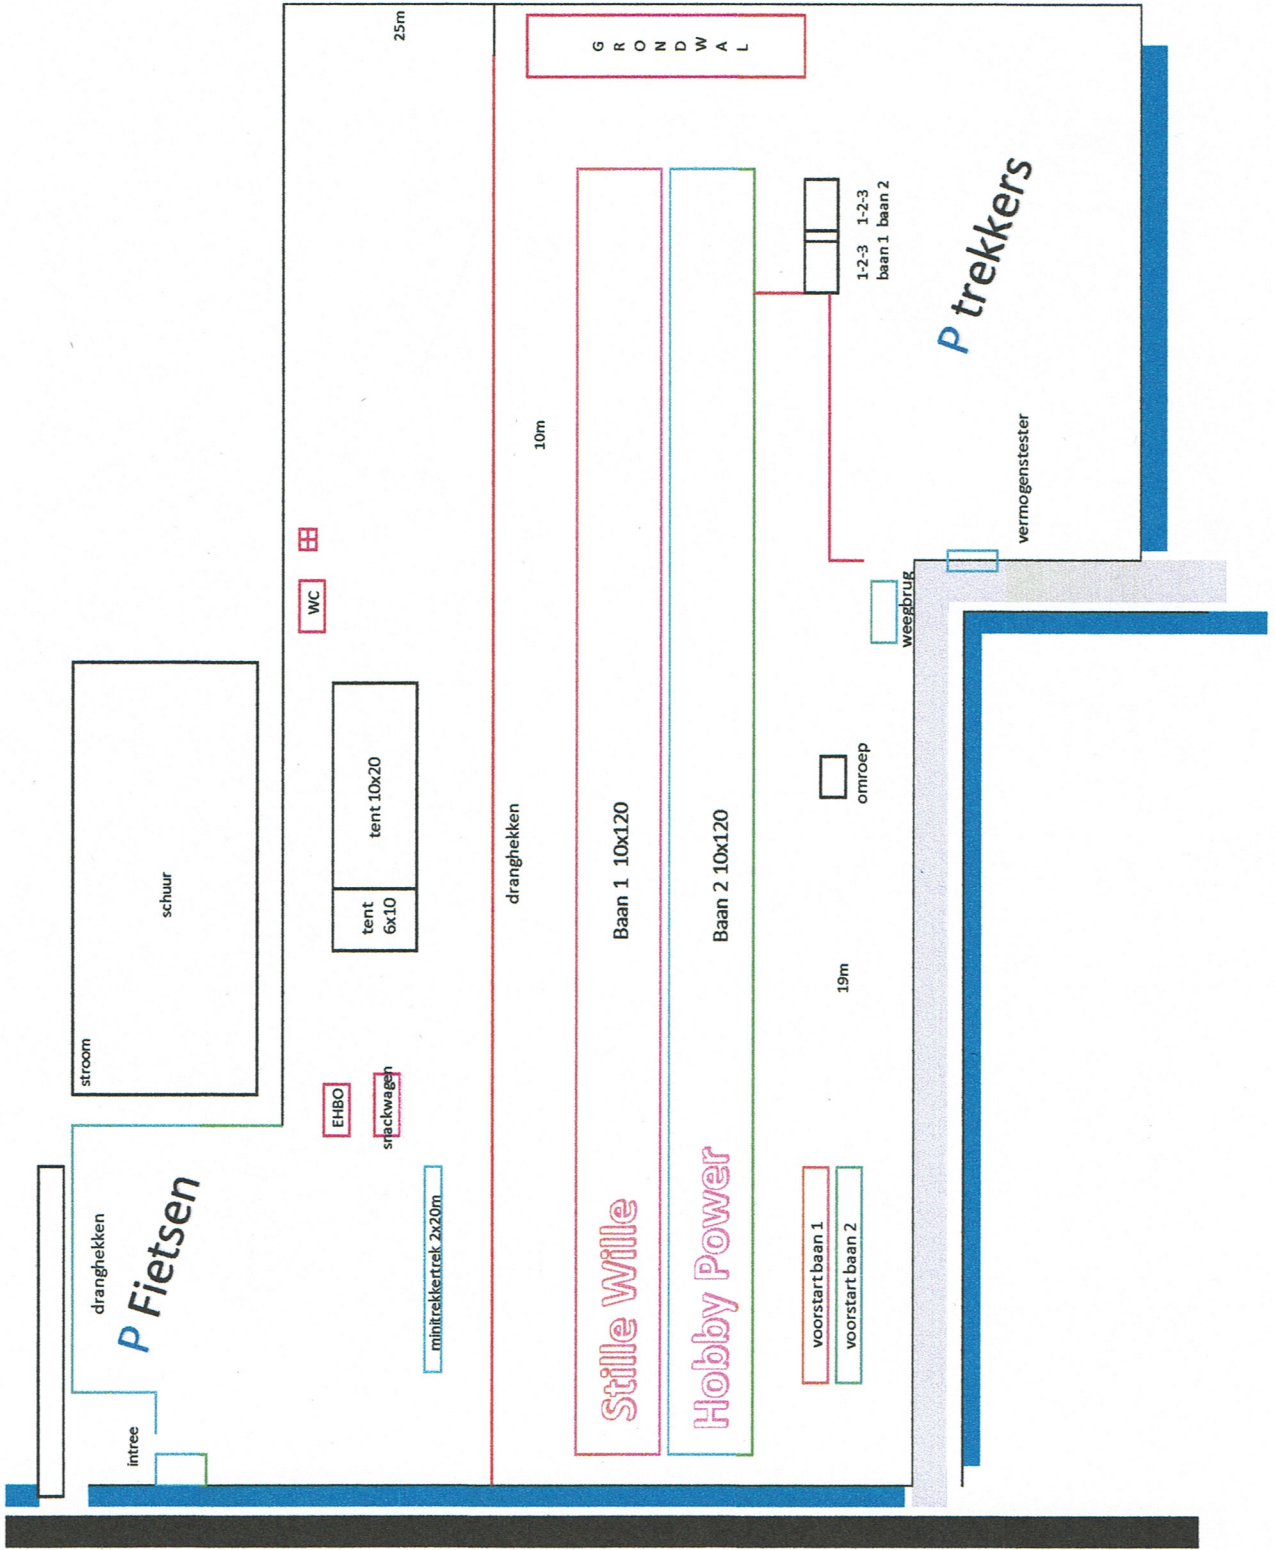 25m
GRONDWAL
1-2-3 1-2-3
baan 1 baan 2
P trekkers
10m
vermogenstester
WC
weegbrug
schuur
stroom
tent 10x20
tent
6x10
dranghekken
Baan 1 10x120
Baan 2 10x120
omroep
19m
EHBO
snackwagen
minitrekkertrek 2x20m
dranghekken
P Fietsen
intree
Stille Wille
Hobby Power
voorstart baan 1
voorstart baan 2